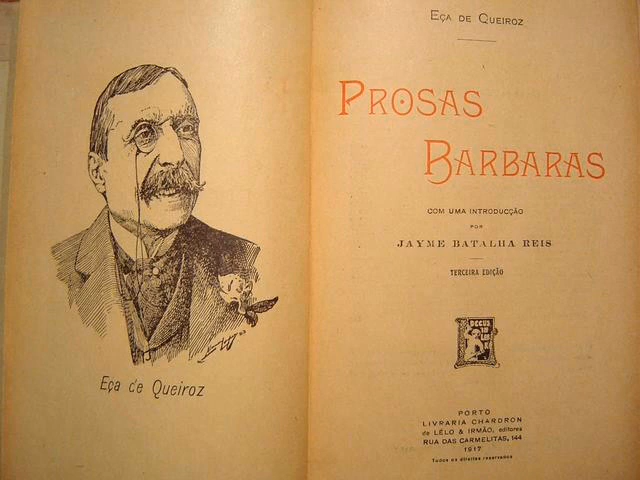 Eça de Queiroz
EÇA DE QUEIROZ
PROSAS
BARBARAS
COM UMA INTRODUCÇÃO
POR
JAYME BATALHA REIS
TERCEIRA EDIÇÃO
PORTO
LIVRARIA CHARDRON
de LÉLO & IRMÃO, editores
RUA DAS CARMELITAS, 144
1917
Todos os direitos reservados